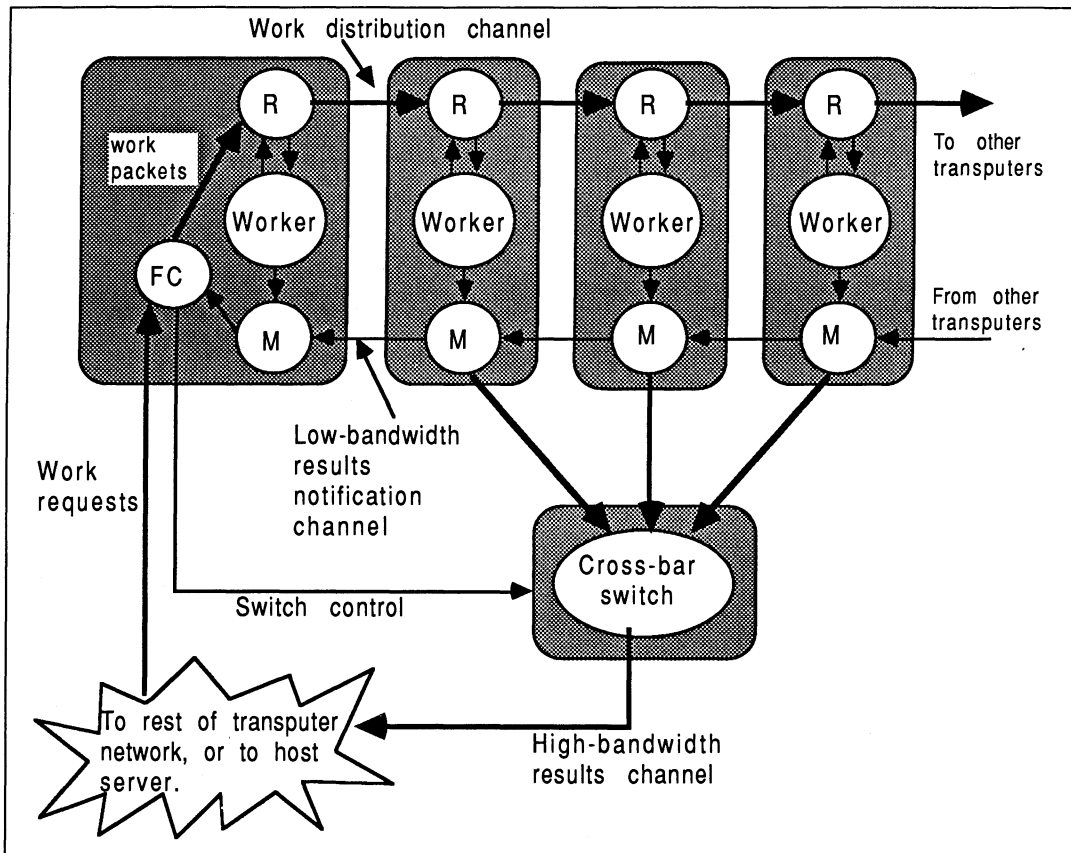 Work distribution channel
R
R
R
R
work
packets
To other
transputers
Worker
Worker
Worker
Worker
FC
From other
transputers
M
M
M
M
Low-bandwidth
results
notification
channel
Work
requests
Cross-bar
switch
Switch control
To rest of transputer
network, or to host
server.
High-bandwidth
results channel